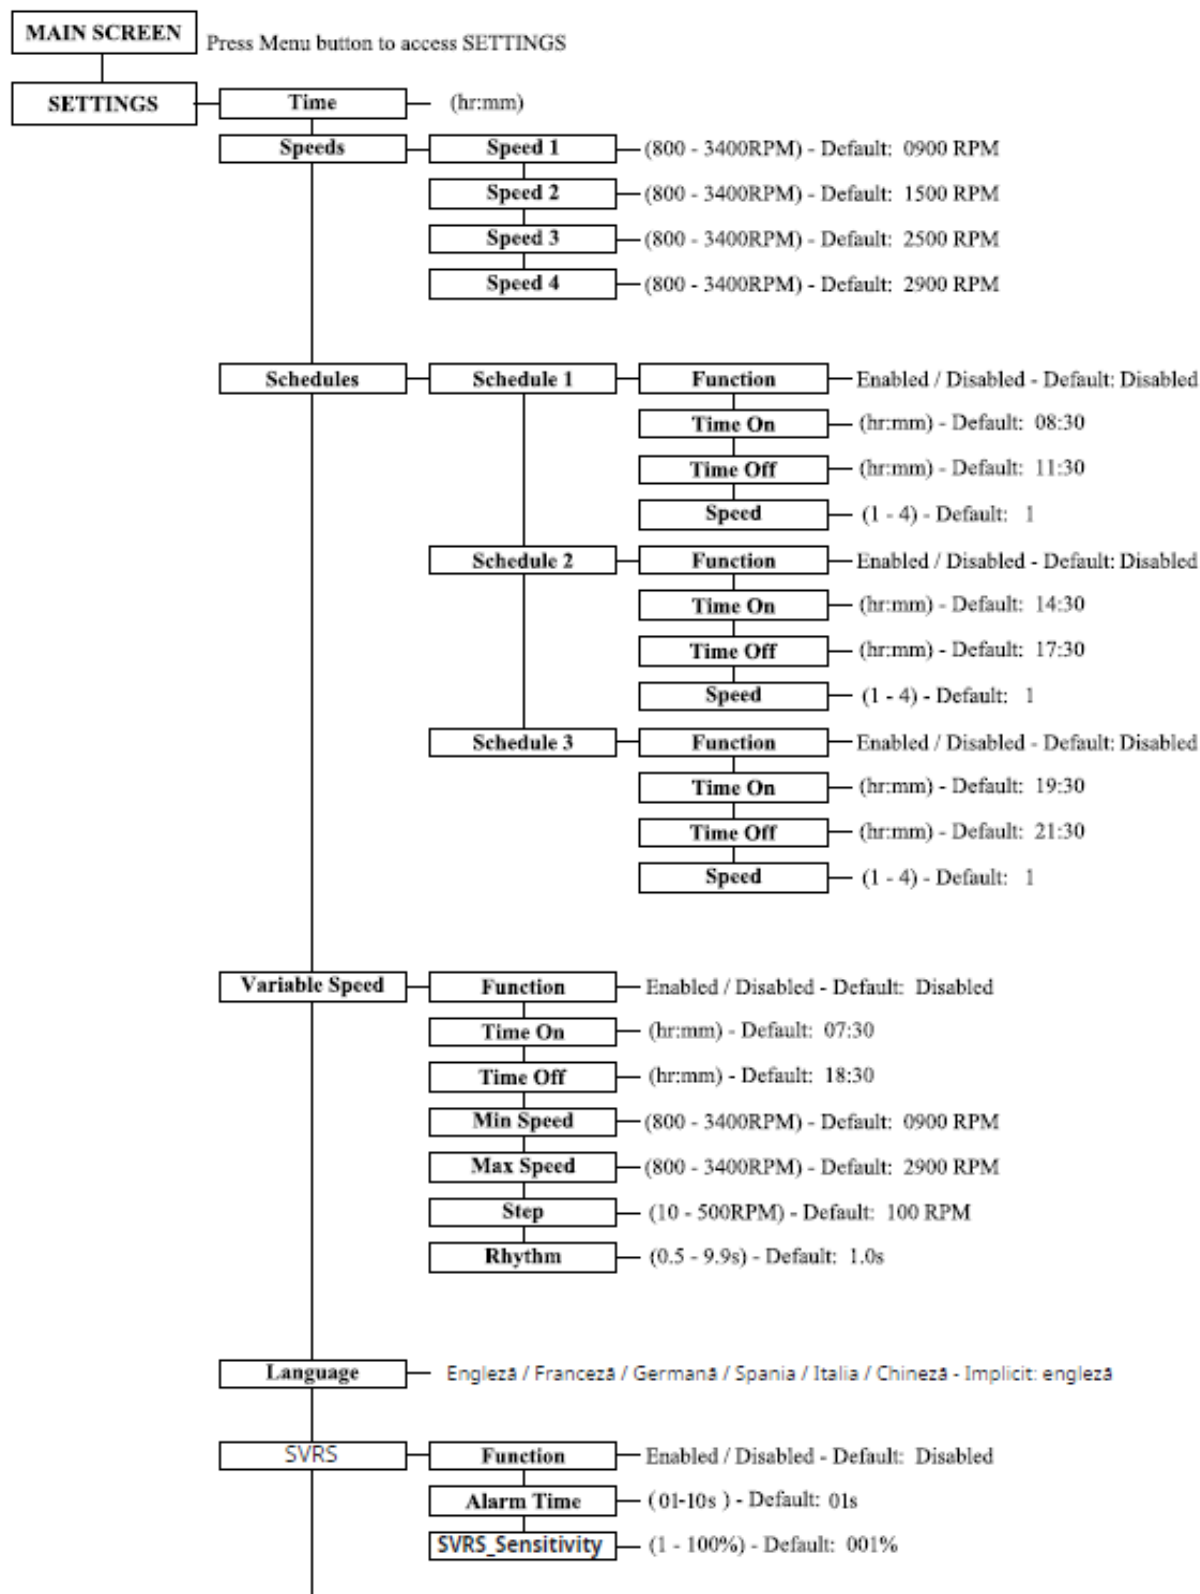 MAIN SCREEN
Press Menu button to access SETTINGS
SETTINGS
Time
(hr:mm)
Speeds
Speed 1
(800 - 3400RPM) - Default: 0900 RPM
Speed 2
(800 - 3400RPM) - Default: 1500 RPM
Speed 3
(800 - 3400RPM) - Default: 2500 RPM
Speed 4
(800 - 3400RPM) - Default: 2900 RPM
Schedules
Schedule 1
Function
Enabled / Disabled - Default: Disabled
Time On
(hr:mm) - Default: 08:30
Time Off
(hr:mm) - Default: 11:30
Speed
(1 - 4) - Default: 1
Schedule 2
Function
Enabled / Disabled - Default: Disabled
Time On
(hr:mm) - Default: 14:30
Time Off
(hr:mm) - Default: 17:30
Speed
(1 - 4) - Default: 1
Schedule 3
Function
Enabled / Disabled - Default: Disabled
Time On
(hr:mm) - Default: 19:30
Time Off
(hr:mm) - Default: 21:30
Speed
(1 - 4) - Default: 1
Variable Speed
Function
Enabled / Disabled - Default: Disabled
Time On
(hr:mm) - Default: 07:30
Time Off
(hr:mm) - Default: 18:30
Min Speed
(800 - 3400RPM) - Default: 0900 RPM
Max Speed
(800 - 3400RPM) - Default: 2900 RPM
Step
(10 - 500RPM) - Default: 100 RPM
Rhythm
(0.5 - 9.9s) - Default: 1.0s
Language
Engleză / Franceză / Germană / Spania / Italia / Chineză - Implicit: engleză
SVRS
Function
Enabled / Disabled - Default: Disabled
Alarm Time
(01-10s ) - Default: 01s
SVRS_Sensitivity
(1 - 100%) - Default: 001%